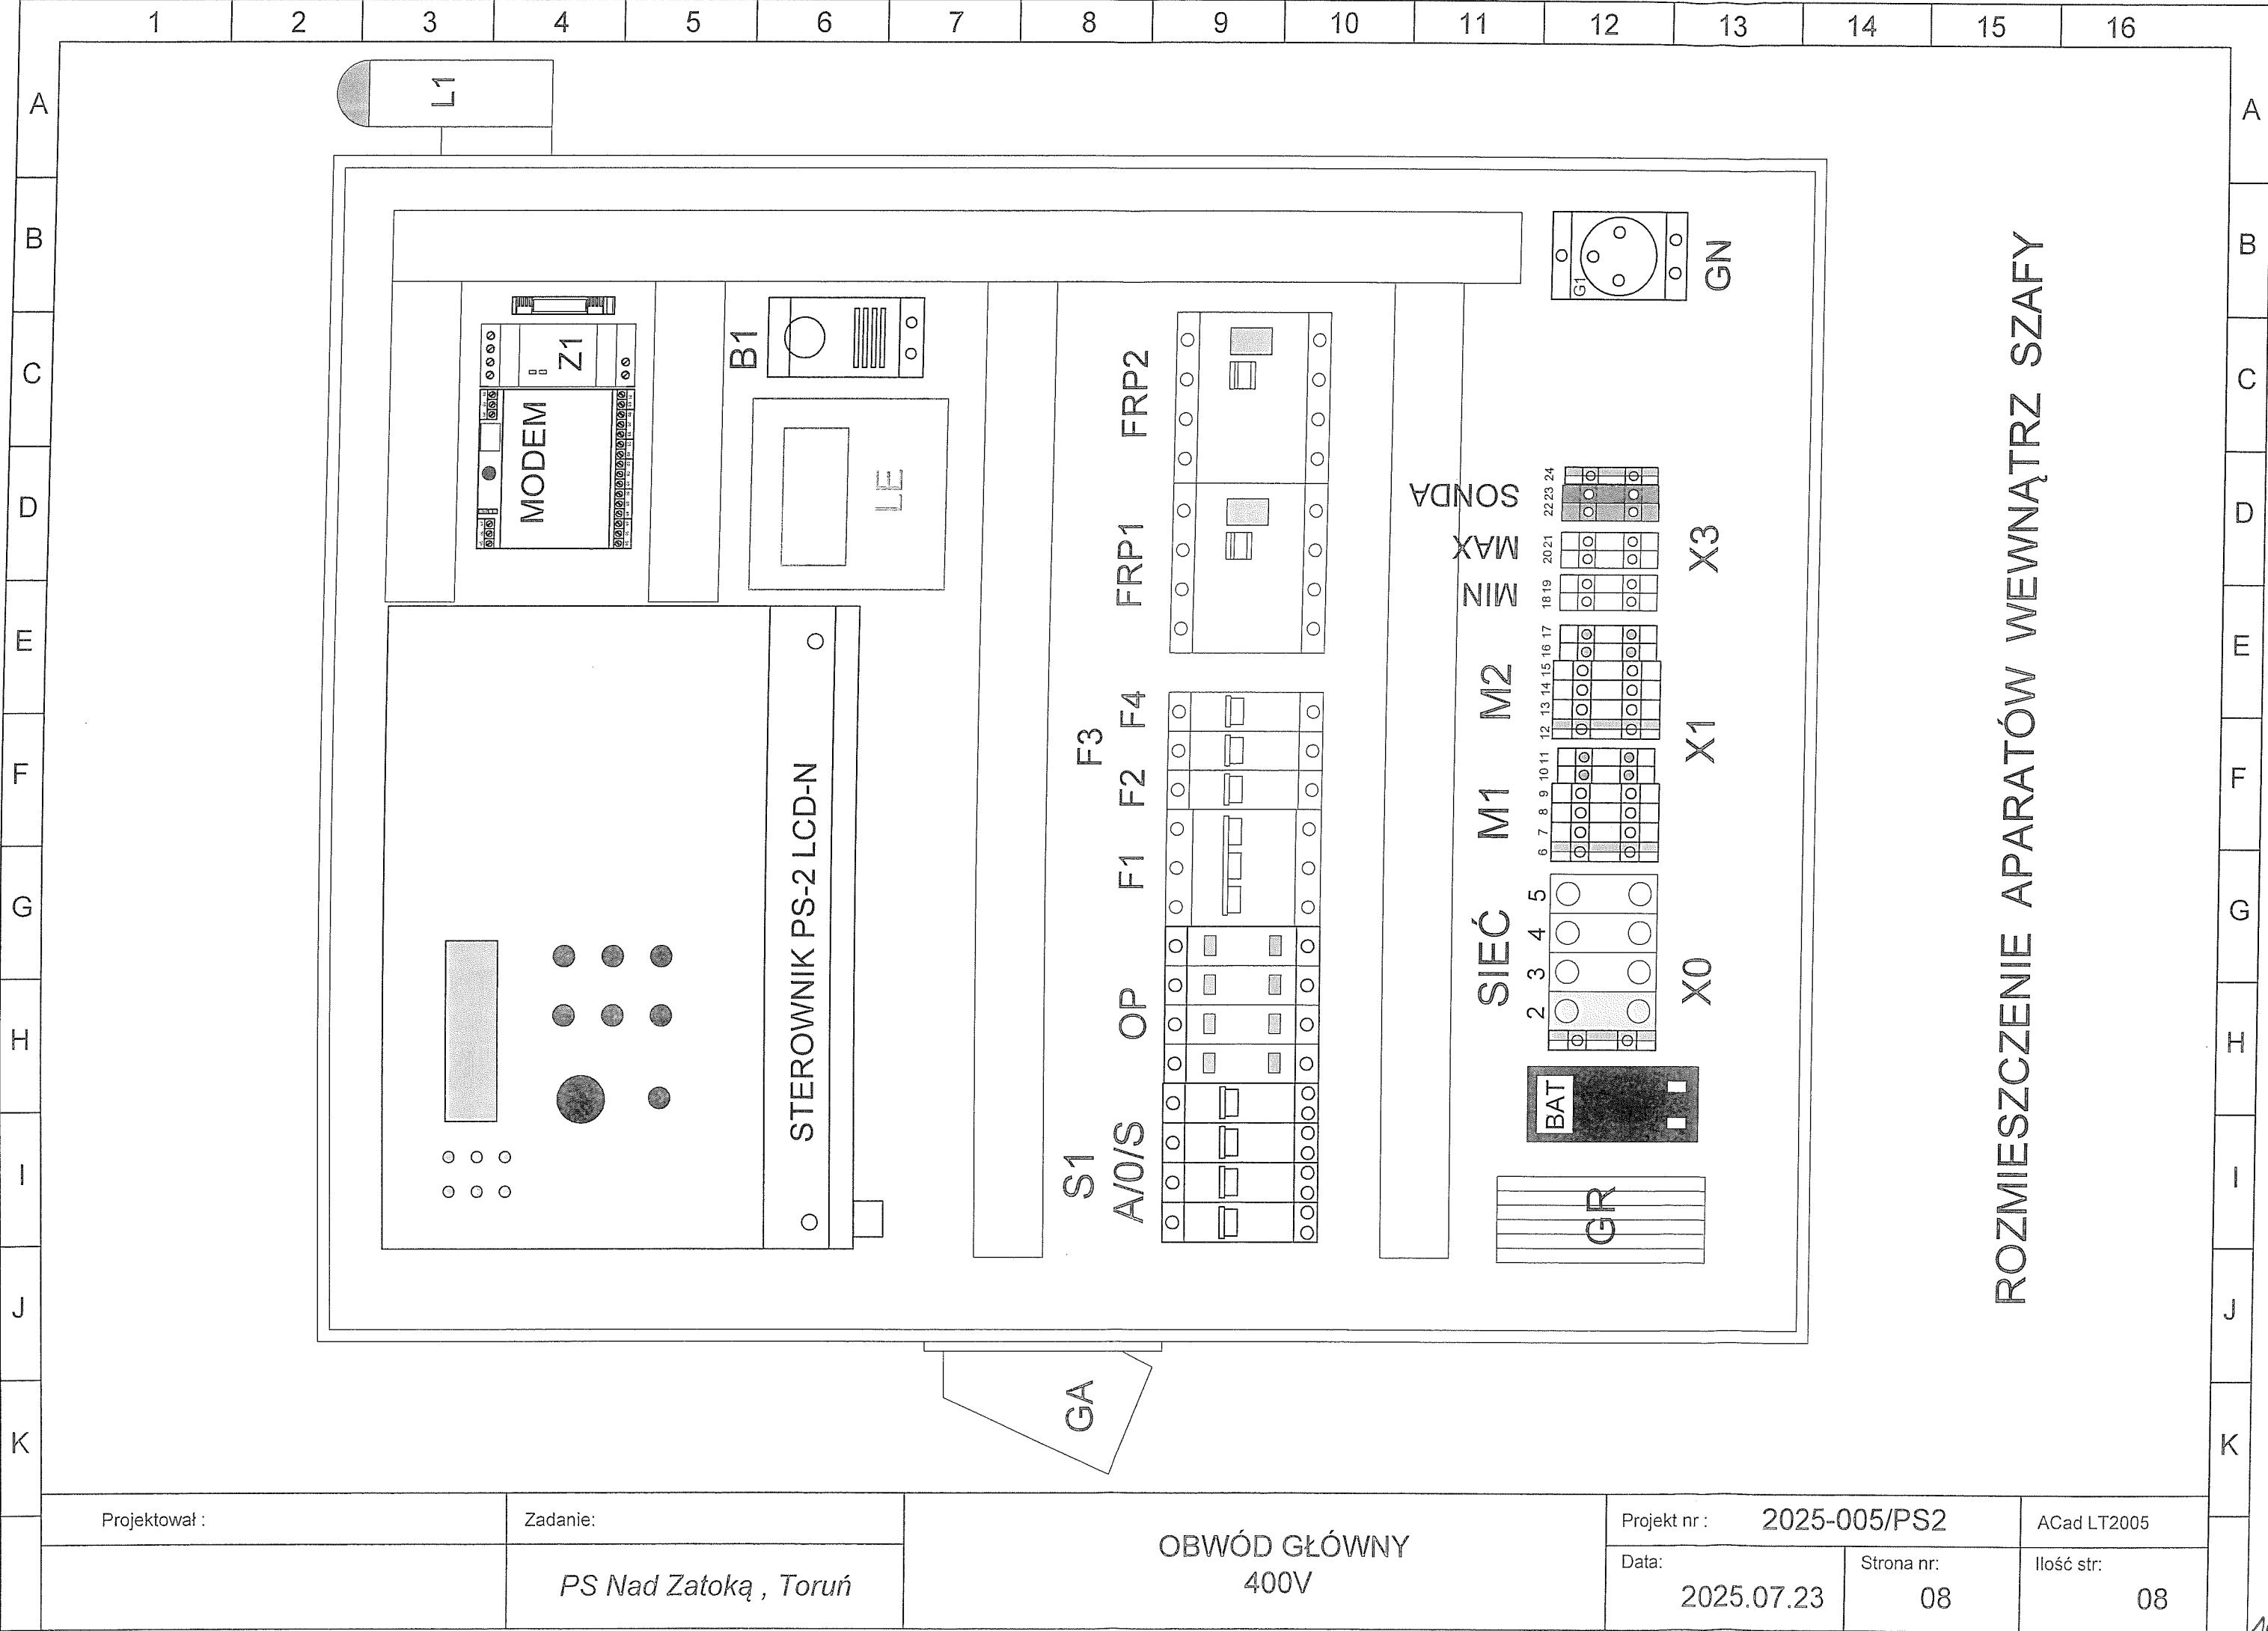 1 2 3 4 5 6 7 8 9 10 11 12 13 14 15 16
A
B
C
D
E
F
G
H
I
J
K
A
B
C
D
E
F
G
H
I
J
K
L1
Z1
MODEM
B1
LE
STEROWNIK PS-2 LCD-N
FRP2
FRP1
F4
F3
F2
F1
OP
S1
A/0/S
G1
GN
SONDA
MAX
MIN
M2
M1
SIEĆ
24
23
22
21
20
19
18
17
16
15
14
13
12
11
10
9
8
7
6
5
4
3
2
X3
X1
X0
BAT
GR
GA
ROZMIESZCZENIE APARATÓW WEWNĄTRZ SZAFY
Projektował :
Zadanie:
PS Nad Zatoką , Toruń
OBWÓD GŁÓWNY
400V
Projekt nr : 2025-005/PS2
ACad LT2005
Data:
2025.07.23
Strona nr:
08
Ilość str:
08